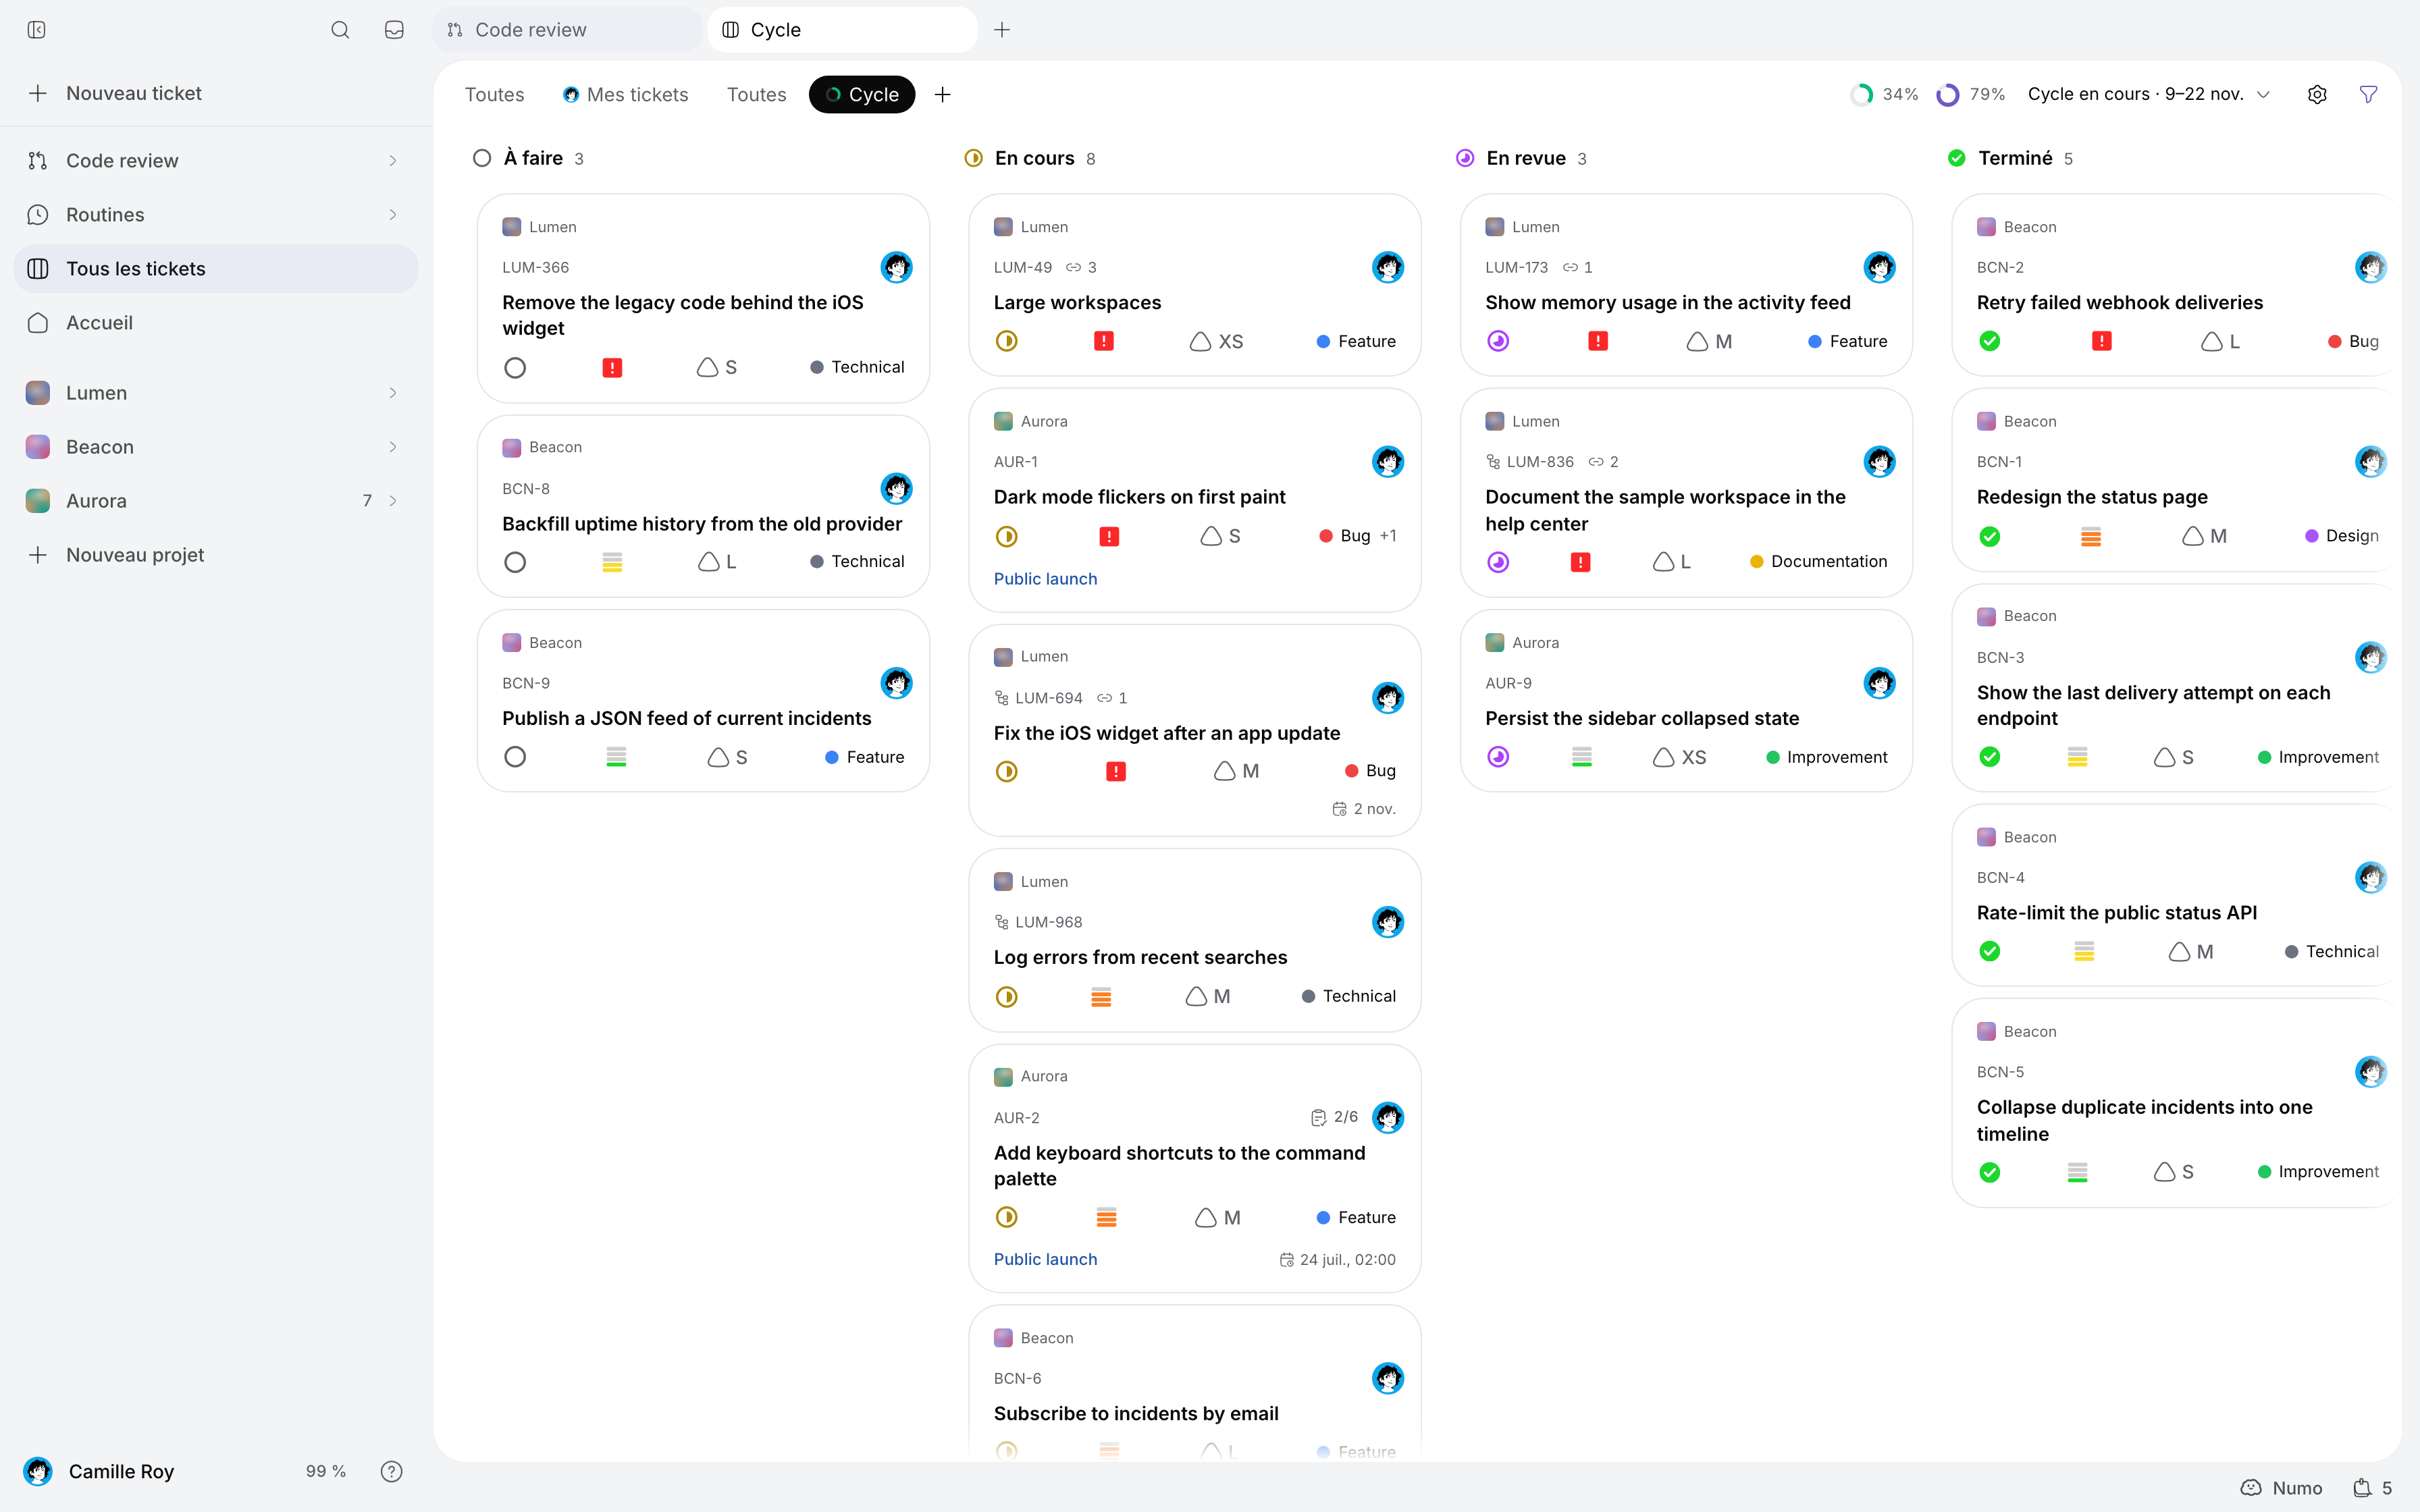 Code review
Cycle
Nouveau ticket
Code review
Routines
Tous les tickets
Accueil
Lumen
Beacon
Aurora 7
Nouveau projet
Camille Roy 99 %
Toutes Mes tickets Toutes Cycle
34% 79% Cycle en cours · 9–22 nov.
À faire 3
Lumen
LUM-366
Remove the legacy code behind the iOS
widget
S Technical
Beacon
BCN-8
Backfill uptime history from the old provider
L Technical
Beacon
BCN-9
Publish a JSON feed of current incidents
S Feature
En cours 8
Lumen
LUM-49 3
Large workspaces
XS Feature
Aurora
AUR-1
Dark mode flickers on first paint
S Bug +1
Public launch
Lumen
LUM-694 1
Fix the iOS widget after an app update
M Bug
2 nov.
Lumen
LUM-968
Log errors from recent searches
M Technical
Aurora
AUR-2 2/6
Add keyboard shortcuts to the command
palette
M Feature
Public launch 24 juil., 02:00
Beacon
BCN-6
Subscribe to incidents by email
L Feature
En revue 3
Lumen
LUM-173 1
Show memory usage in the activity feed
M Feature
Lumen
LUM-836 2
Document the sample workspace in the
help center
L Documentation
Aurora
AUR-9
Persist the sidebar collapsed state
XS Improvement
Terminé 5
Beacon
BCN-2
Retry failed webhook deliveries
L Bug
Beacon
BCN-1
Redesign the status page
M Design
Beacon
BCN-3
Show the last delivery attempt on each
endpoint
S Improvement
Beacon
BCN-4
Rate-limit the public status API
M Technical
Beacon
BCN-5
Collapse duplicate incidents into one
timeline
S Improvement
Numo 5